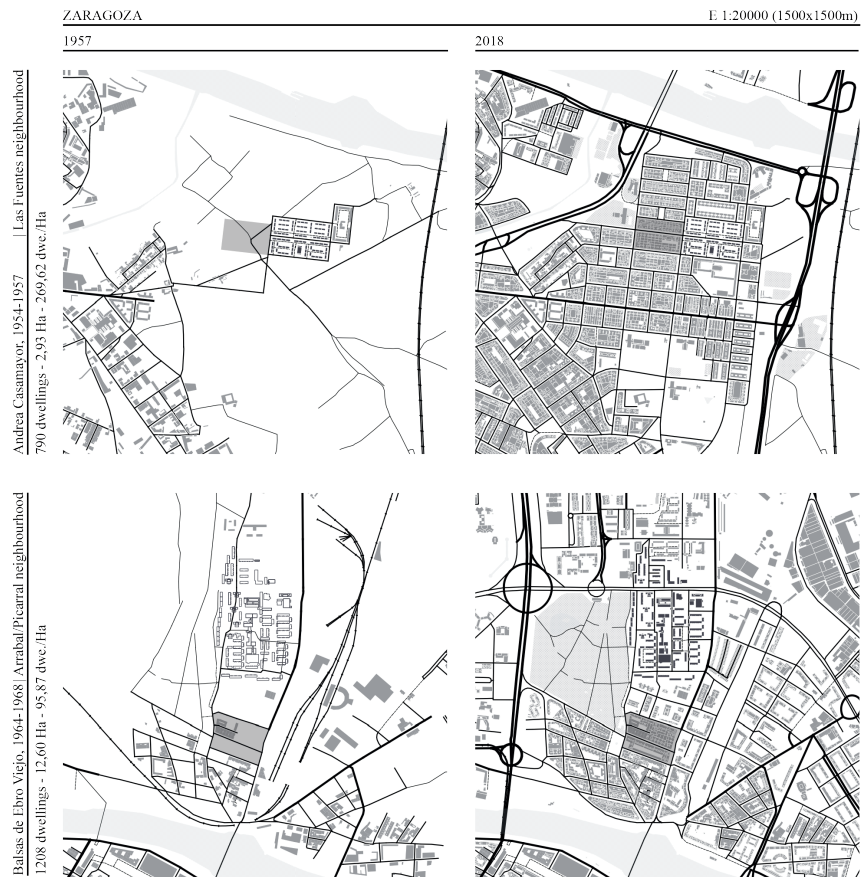 ZARAGOZA E 1:20000 (1500x1500m)
1957 2018
Andrea Casamayor, 1954-1957 | Las Fuentes neighbourhood
790 dwellings - 2,93 Ha - 269,62 dwe./Ha
Balsas de Ebro Viejo, 1964-1968| Arrabal/Picarral neighbourhood
1208 dwellings - 12,60 Ha - 95,87 dwe./Ha